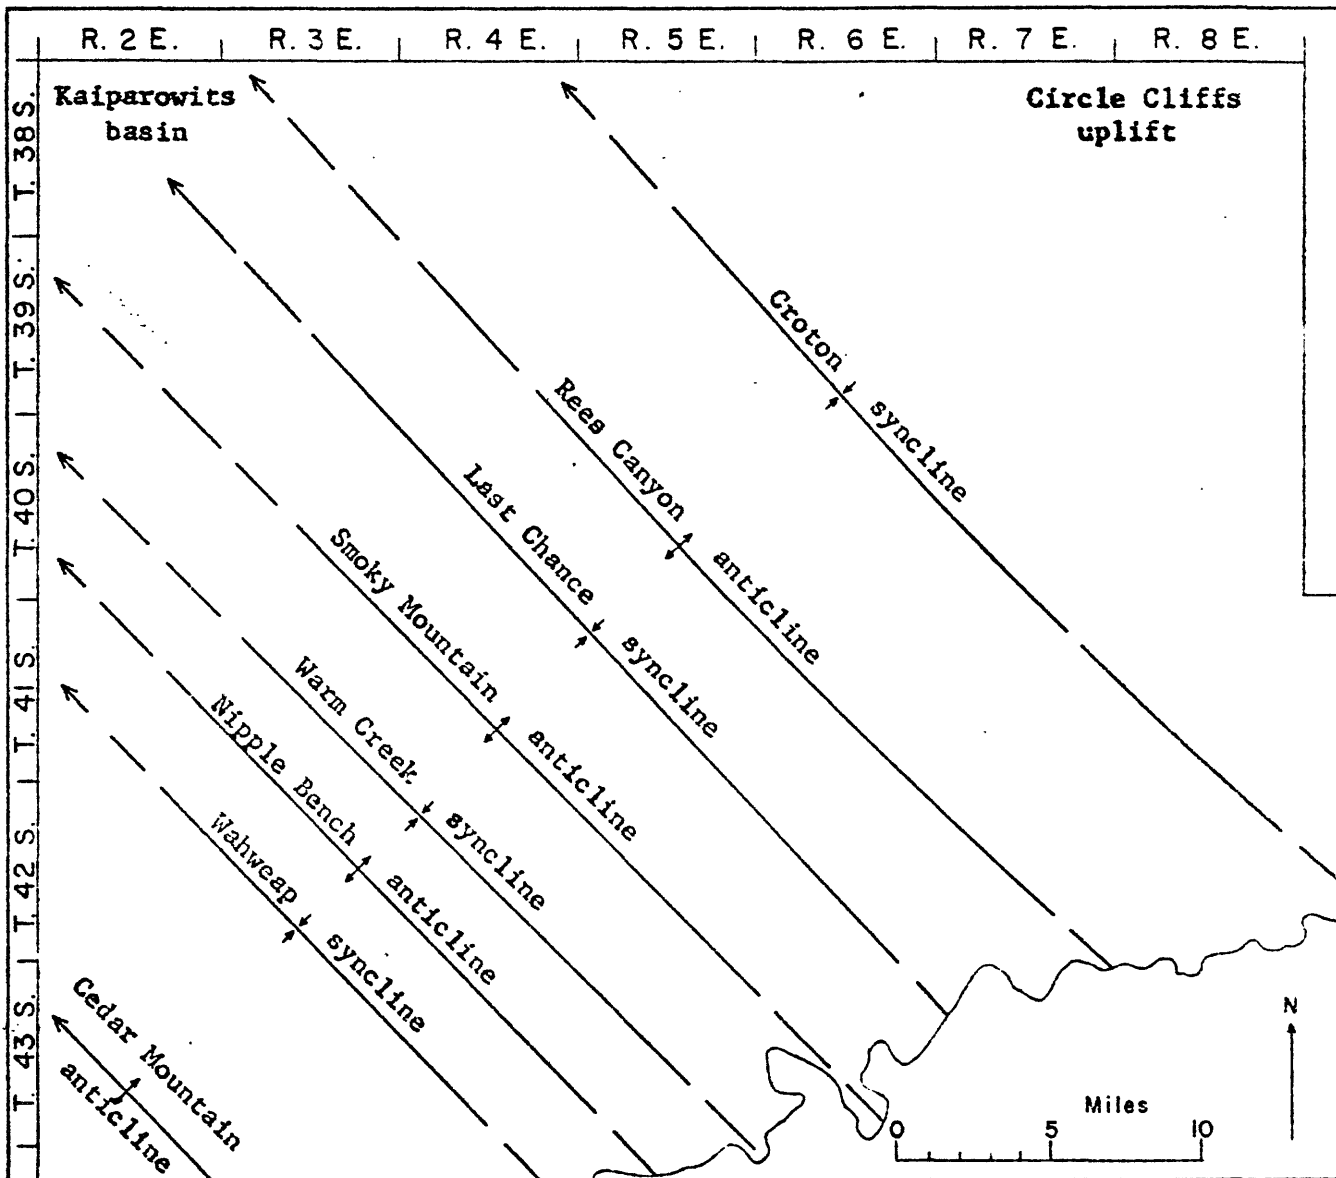 R. 2 E.
R. 3 E.
R. 4 E.
R. 5 E.
R. 6 E.
R. 7 E.
R. 8 E.
Kaiparowits
basin
Circle Cliffs
uplift
T. 38 S.
T. 39 S.
T. 40 S.
T. 41 S.
T. 42 S.
T. 43 S.
Croton syncline
Rees Canyon anticline
Last Chance syncline
Smoky Mountain anticline
Warm Creek syncline
Nipple Bench anticline
Wahweap syncline
Cedar Mountain
anticline
N
Miles
0 5 10